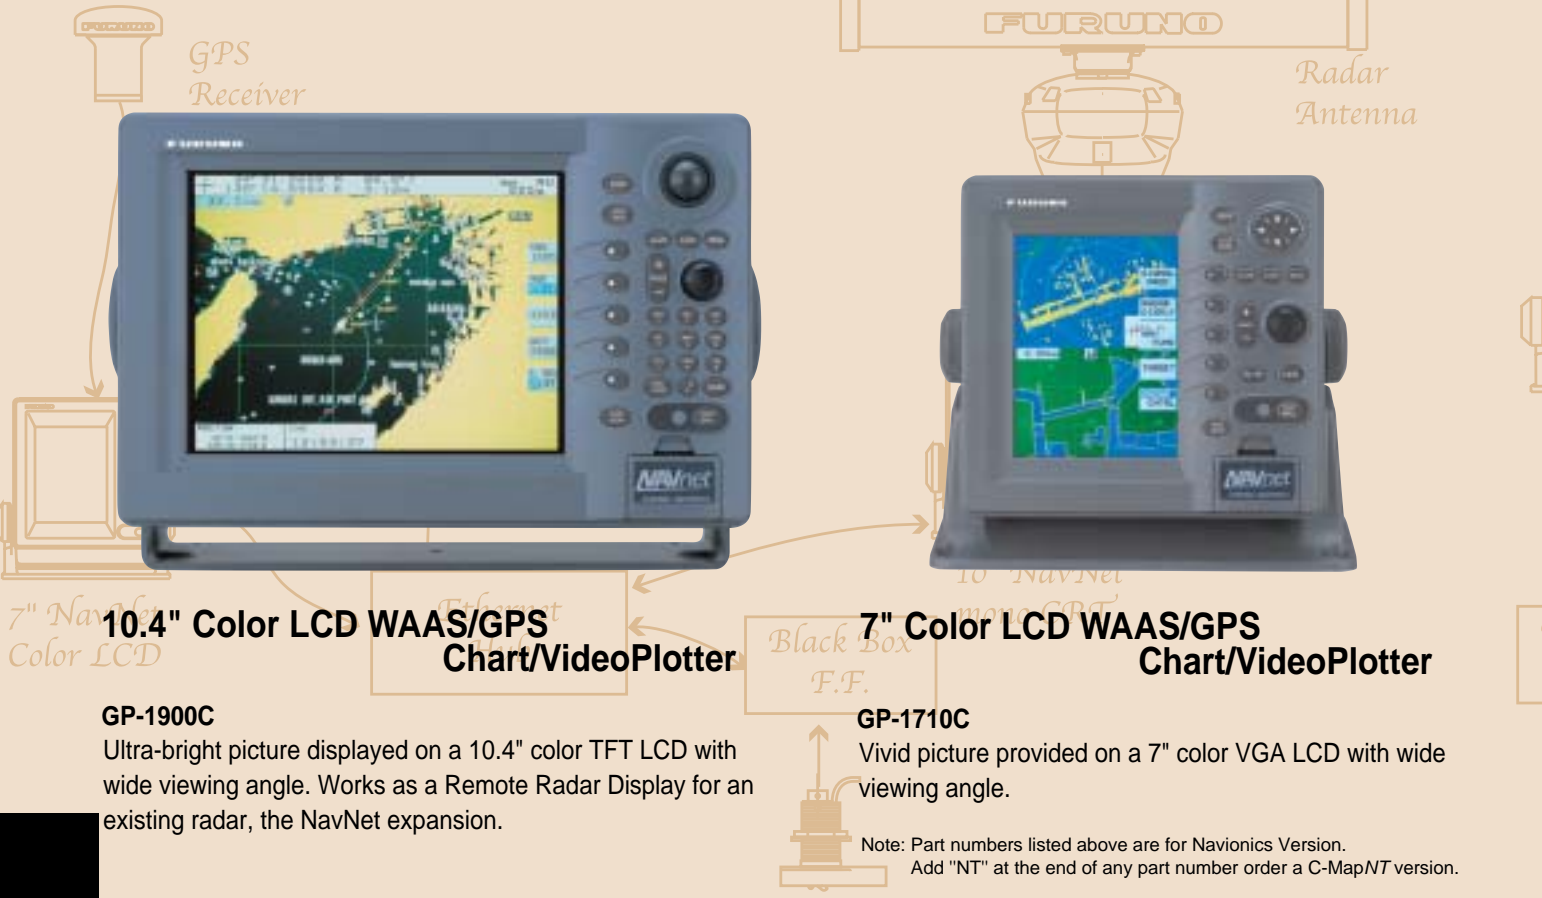 FURUNO
GPS
Receiver
FURUNO
Radar
Antenna
FURUNO
NAVnet
FURUNO
NAVnet
7" NavNet
Color LCD
Ethernet
Hub
10" NavNet
mono CRT
Black Box
F.F.
10.4" Color LCD WAAS/GPS
Chart/VideoPlotter
GP-1900C
Ultra-bright picture displayed on a 10.4" color TFT LCD with
wide viewing angle. Works as a Remote Radar Display for an
existing radar, the NavNet expansion.
7" Color LCD WAAS/GPS
Chart/VideoPlotter
GP-1710C
Vivid picture provided on a 7" color VGA LCD with wide
viewing angle.
Note: Part numbers listed above are for Navionics Version.
Add "NT" at the end of any part number order a C-MapNT version.